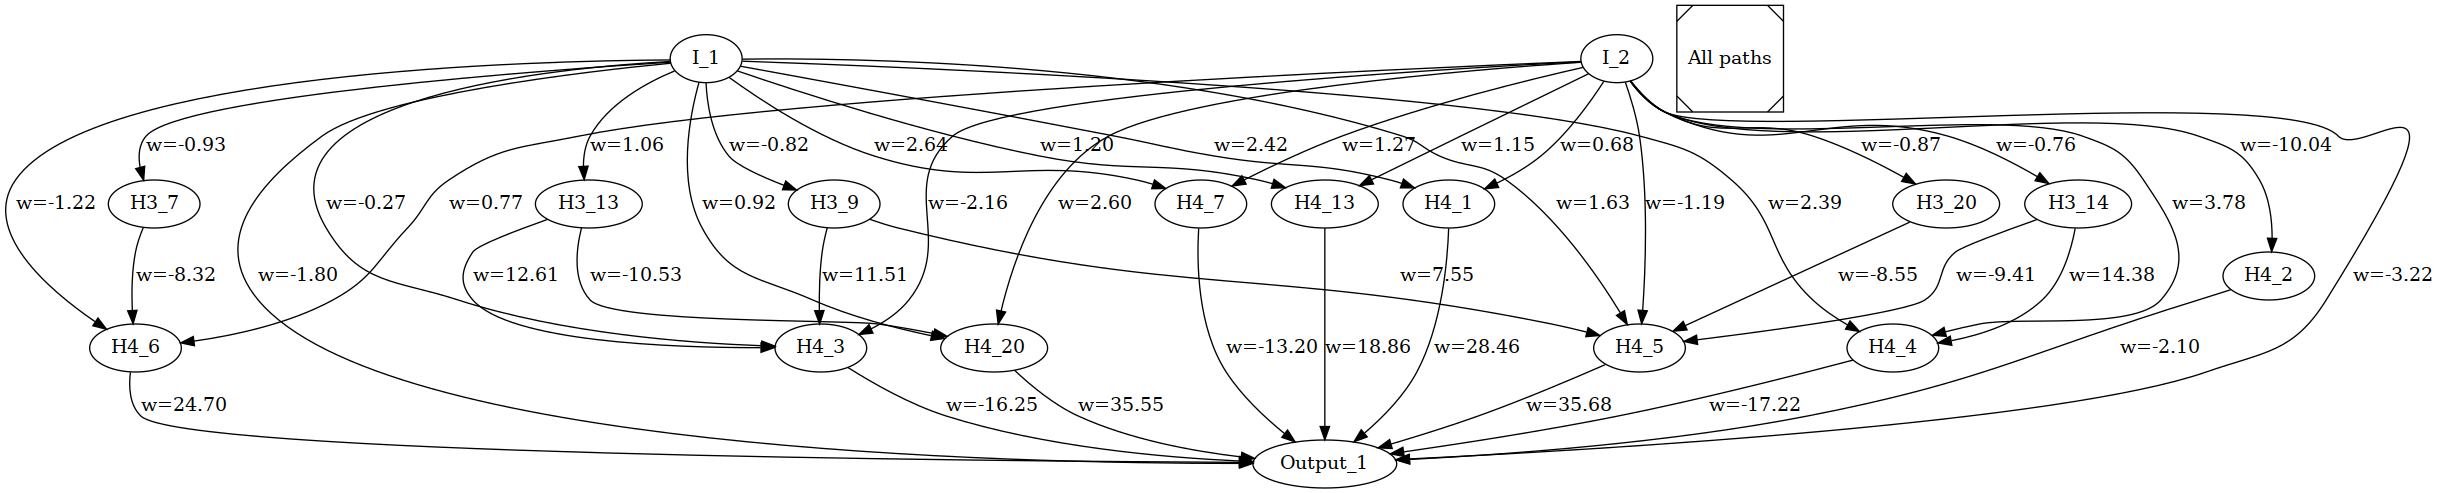 I_1
I_2
All paths
w=-0.93
w=1.06
w=-0.82
w=2.64
w=1.20
w=2.42
w=1.27
w=1.15
w=0.68
w=-0.87
w=-0.76
w=-10.04
w=-1.22
H3_7
w=-0.27
w=0.77
H3_13
w=0.92
H3_9
w=-2.16
w=2.60
H4_7
H4_13
H4_1
w=1.63
w=-1.19
w=2.39
H3_20
H3_14
w=3.78
w=-8.32
w=-1.80
w=12.61
w=-10.53
w=11.51
w=7.55
w=-8.55
w=-9.41
w=14.38
H4_2
w=-3.22
H4_6
H4_3
H4_20
w=-13.20
w=18.86
w=28.46
H4_5
H4_4
w=-2.10
w=24.70
w=-16.25
w=35.55
w=35.68
w=-17.22
Output_1